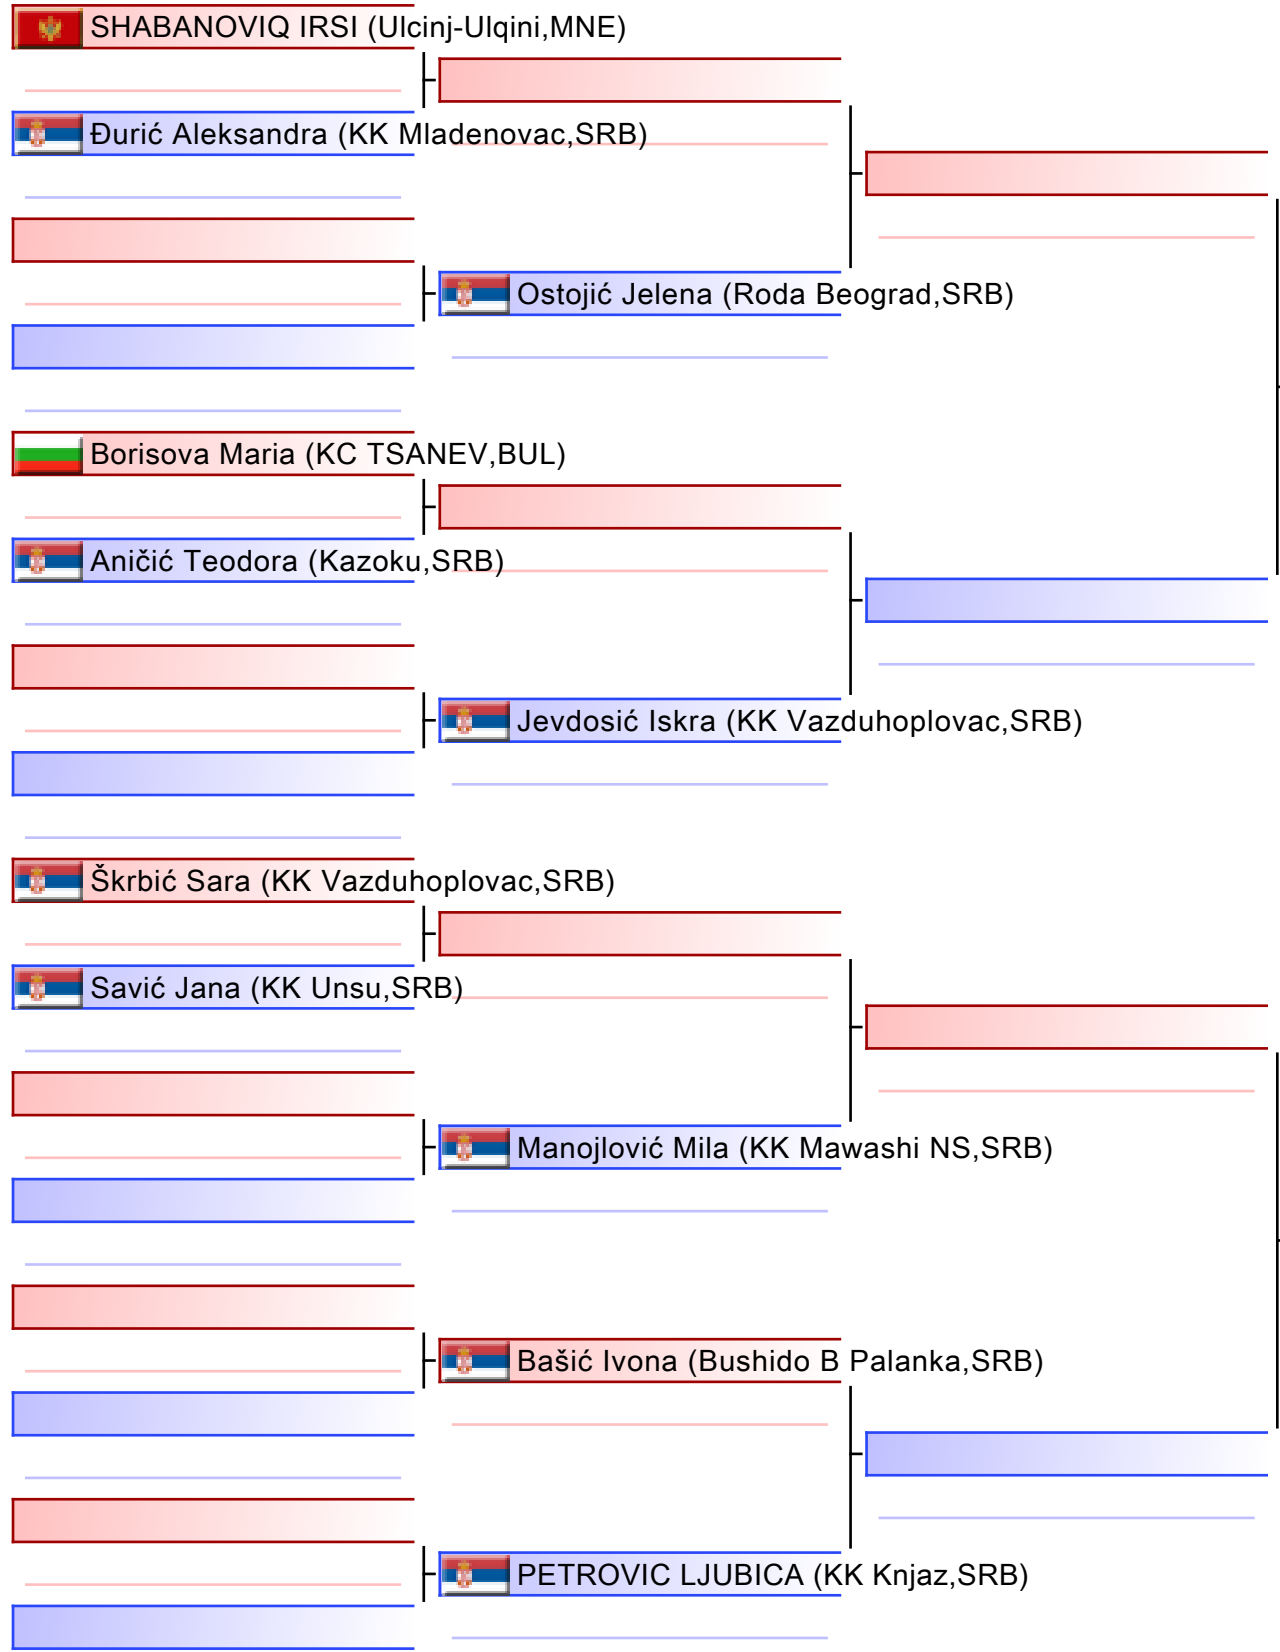 SHABANOVIQ IRSI (Ulcinj-Ulqini,MNE)
Đurić Aleksandra (KK Mladenovac,SRB)
Ostojić Jelena (Roda Beograd,SRB)
Borisova Maria (KC TSANEV,BUL)
Aničić Teodora (Kazoku,SRB)
Jevdosić Iskra (KK Vazduhoplovac,SRB)
Škrbić Sara (KK Vazduhoplovac,SRB)
Savić Jana (KK Unsu,SRB)
Manojlović Mila (KK Mawashi NS,SRB)
Bašić Ivona (Bushido B Palanka,SRB)
PETROVIC LJUBICA (KK Knjaz,SRB)